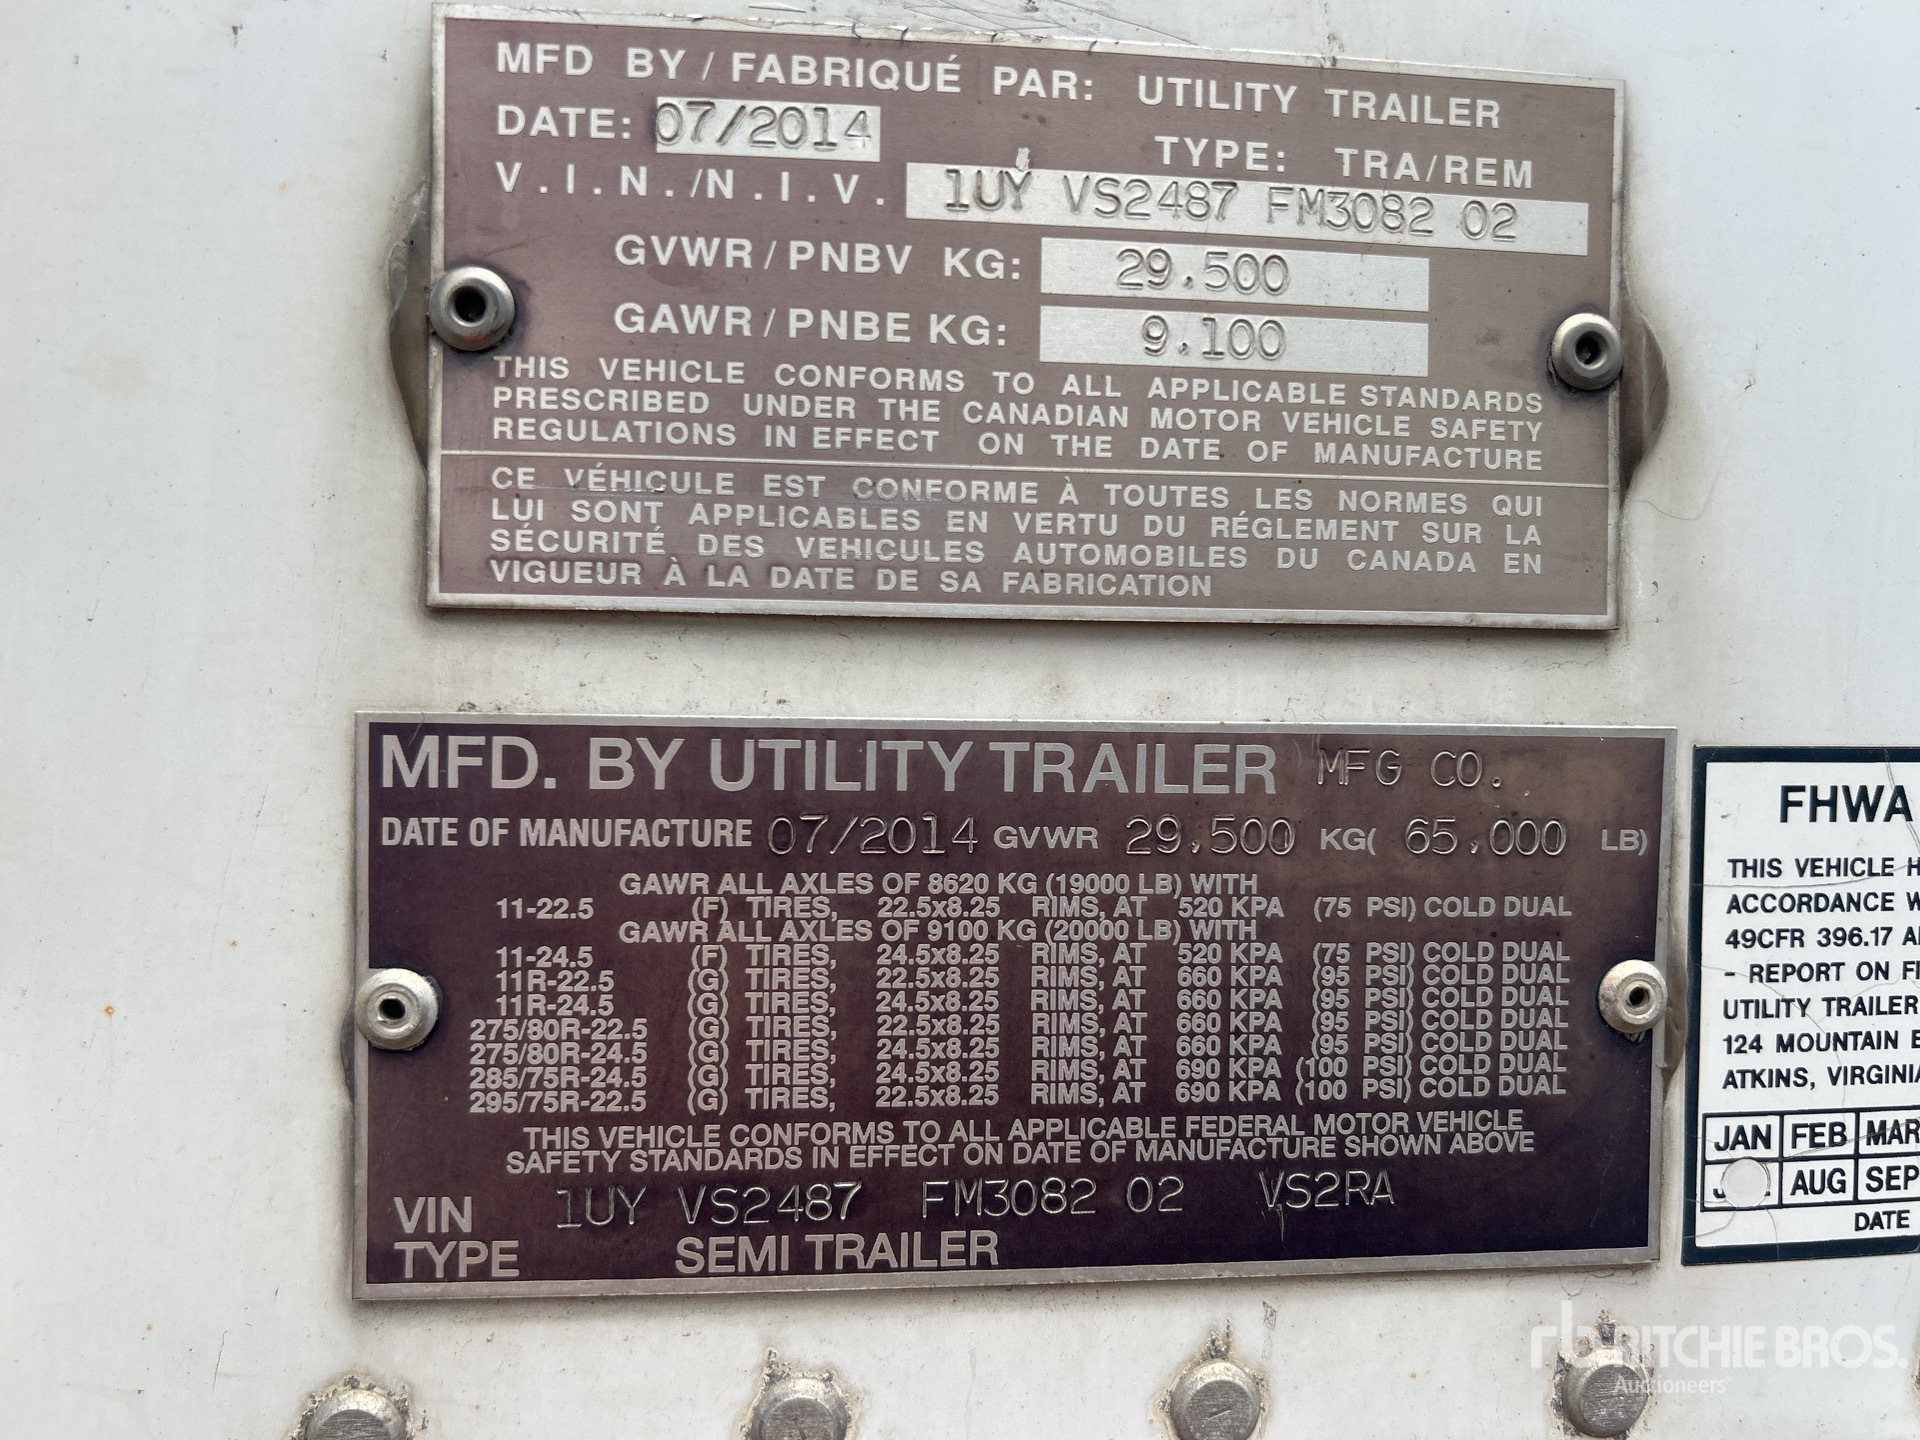 MFD BY / FABRIQUÉ PAR: UTILITY TRAILER
DATE: 07/2014 TYPE: TRA/REM
V.I.N./N.I.V. 1UY VS2487 FM3082 02
GVWR / PNBV KG: 29,500
GAWR / PNBE KG: 9,100
THIS VEHICLE CONFORMS TO ALL APPLICABLE STANDARDS
PRESCRIBED UNDER THE CANADIAN MOTOR VEHICLE SAFETY
REGULATIONS IN EFFECT ON THE DATE OF MANUFACTURE
CE VÉHICULE EST CONFORME À TOUTES LES NORMES QUI
LUI SONT APPLICABLES EN VERTU DU RÉGLEMENT SUR LA
SÉCURITÉ DES VEHICULES AUTOMOBILES DU CANADA EN
VIGUEUR À LA DATE DE SA FABRICATION
MFD. BY UTILITY TRAILER MFG CO.
DATE OF MANUFACTURE 07/2014 GVWR 29,500 KG( 65,000 LB)
GAWR ALL AXLES OF 8620 KG (19000 LB) WITH
11-22.5 (F) TIRES, 22.5x8.25 RIMS, AT 520 KPA (75 PSI) COLD DUAL
GAWR ALL AXLES OF 9100 KG (20000 LB) WITH
11-24.5 (F) TIRES, 24.5x8.25 RIMS, AT 520 KPA (75 PSI) COLD DUAL
11R-22.5 (G) TIRES, 22.5x8.25 RIMS, AT 660 KPA (95 PSI) COLD DUAL
11R-24.5 (G) TIRES, 24.5x8.25 RIMS, AT 660 KPA (95 PSI) COLD DUAL
275/80R-22.5 (G) TIRES, 22.5x8.25 RIMS, AT 660 KPA (95 PSI) COLD DUAL
275/80R-24.5 (G) TIRES, 24.5x8.25 RIMS, AT 660 KPA (95 PSI) COLD DUAL
285/75R-24.5 (G) TIRES, 24.5x8.25 RIMS, AT 690 KPA (100 PSI) COLD DUAL
295/75R-22.5 (G) TIRES, 22.5x8.25 RIMS, AT 690 KPA (100 PSI) COLD DUAL
THIS VEHICLE CONFORMS TO ALL APPLICABLE FEDERAL MOTOR VEHICLE
SAFETY STANDARDS IN EFFECT ON DATE OF MANUFACTURE SHOWN ABOVE
VIN 1UY VS2487 FM3082 02 VS2RA
TYPE SEMI TRAILER
FHWA
THIS VEHICLE H
ACCORDANCE W
49CFR 396.17 A
- REPORT ON FI
UTILITY TRAILER
124 MOUNTAIN E
ATKINS, VIRGINIA
JAN FEB MAR
AUG SEP
DATE
rb RITCHIE BROS.
Auctioneers